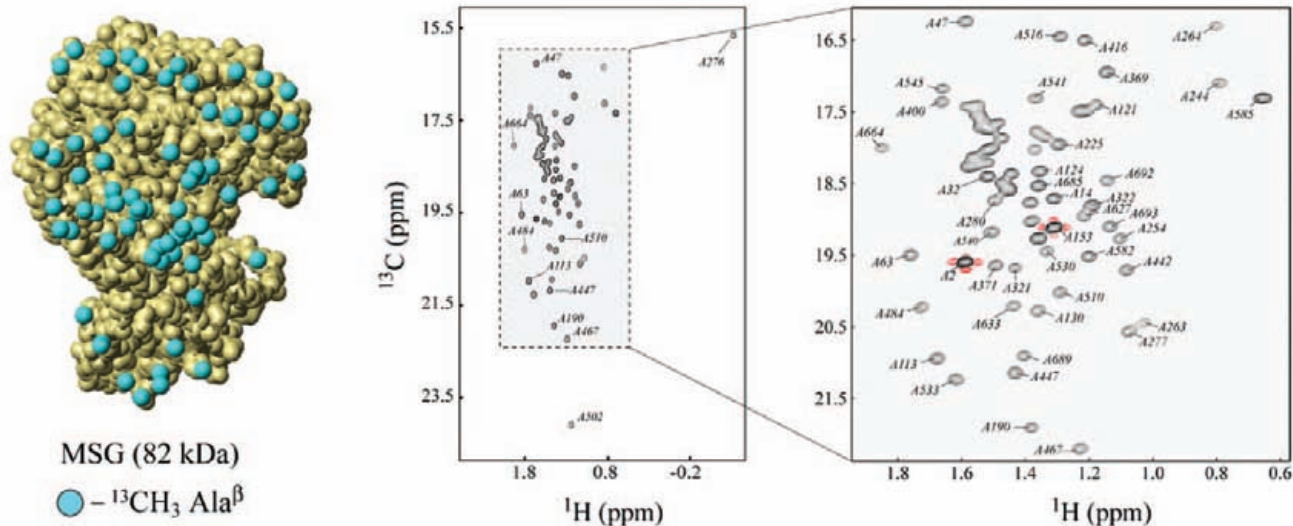 MSG (82 kDa)
– ¹³CH₃ Alaᵝ
¹³C (ppm)
15.5
17.5
19.5
21.5
23.5
1.8
0.8
-0.2
¹H (ppm)
A276
A47
A664
A63
A484
A510
A113
A447
A190
A467
A502
16.5
17.5
18.5
19.5
20.5
21.5
1.8
1.6
1.4
1.2
1.0
0.6
¹H (ppm)
A47
A516
A416
A264
A369
A545
A541
A244
A400
A121
A585
A664
A225
A124
A692
A32
A685
A14
A322
A627
A280
A693
A153
A540
A254
A63
A530
A582
A2
A371
A321
A442
A484
A510
A633
A130
A263
A277
A113
A689
A447
A533
A190
A467